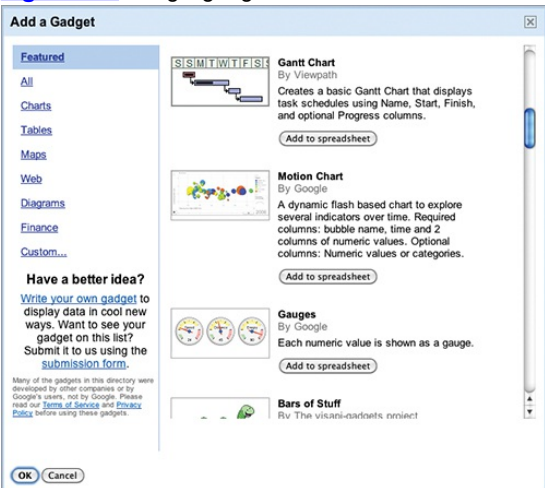 Add a Gadget
Featured
All
Charts
Tables
Maps
Web
Diagrams
Finance
Custom...
Have a better idea?
Write your own gadget to
display data in cool new
ways. Want to see your
gadget on this list?
Submit it to us using the
submission form.
Many of the gadgets in this directory were
developed by other companies or by
Google's users, not by Google. Please
read our Terms of Service and Privacy
Policy before using these gadgets.
S S M T W T F S
Gantt Chart
By Viewpath
Creates a basic Gantt Chart that displays
task schedules using Name, Start, Finish,
and optional Progress columns.
Add to spreadsheet
Motion Chart
By Google
A dynamic flash based chart to explore
several indicators over time. Required
columns: bubble name, time and 2
columns of numeric values. Optional
columns: Numeric values or categories.
Add to spreadsheet
Gauges
By Google
Each numeric value is shown as a gauge.
Add to spreadsheet
Bars of Stuff
By The visapi-gadgets project
OK
Cancel